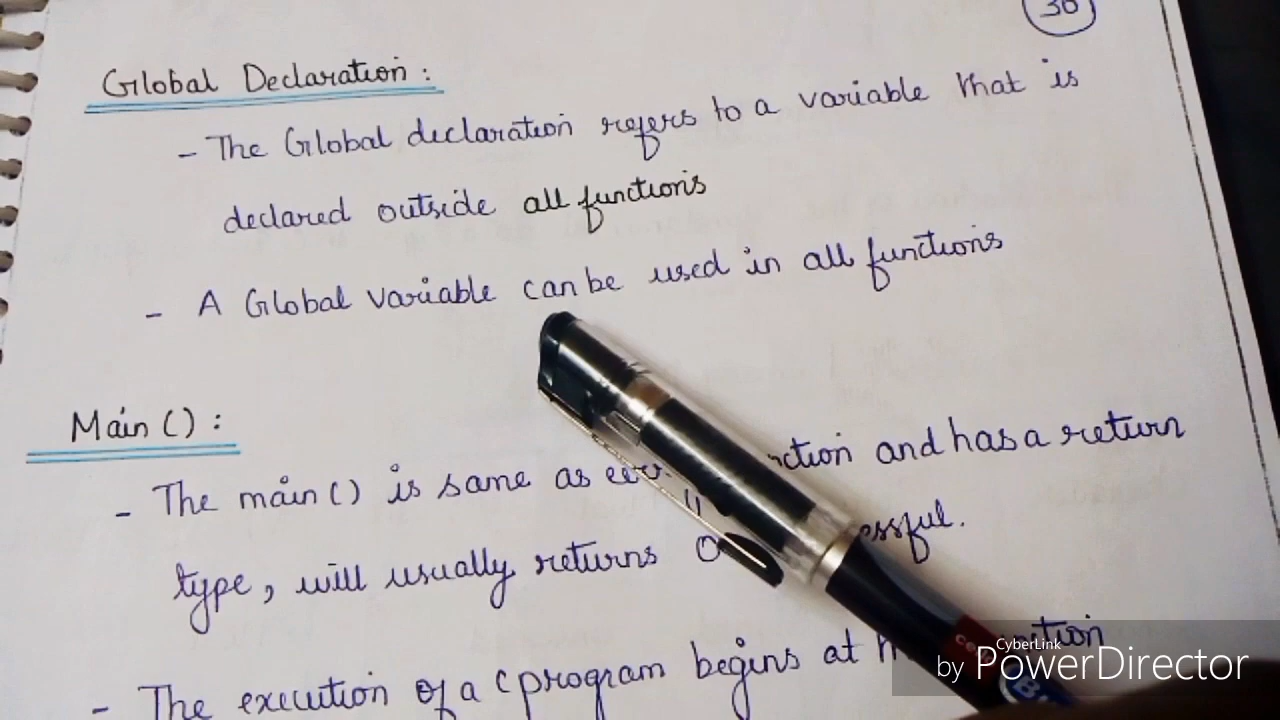 30
Global Declaration :
- The Global declaration refers to a variable that is
declared outside all functions
- A Global variable can be used in all functions
Main () :
- The main () is same as and has a return
type, will usually returns 0
- The execution of a C program begins at
CyberLink
by PowerDirector